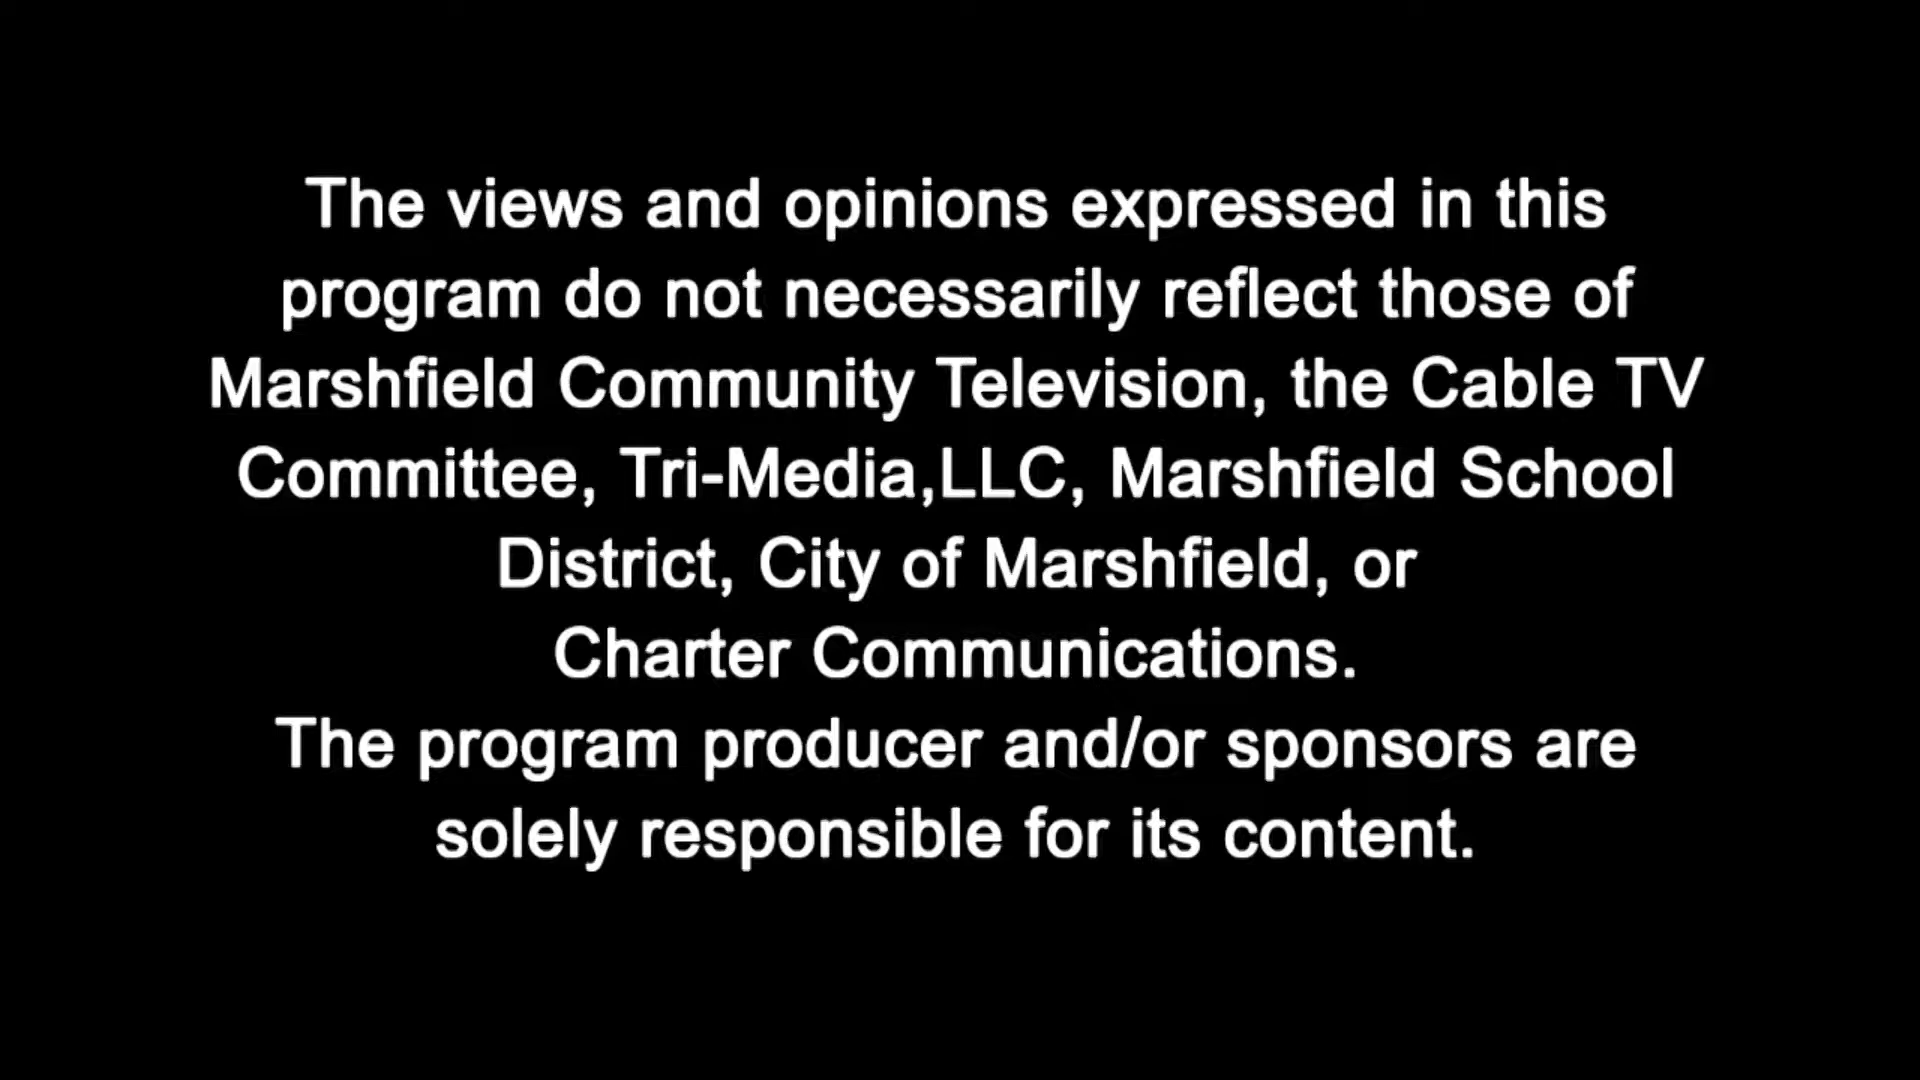 The views and opinions expressed in this
program do not necessarily reflect those of
Marshfield Community Television, the Cable TV
Committee, Tri-Media,LLC, Marshfield School
District, City of Marshfield, or
Charter Communications.
The program producer and/or sponsors are
solely responsible for its content.